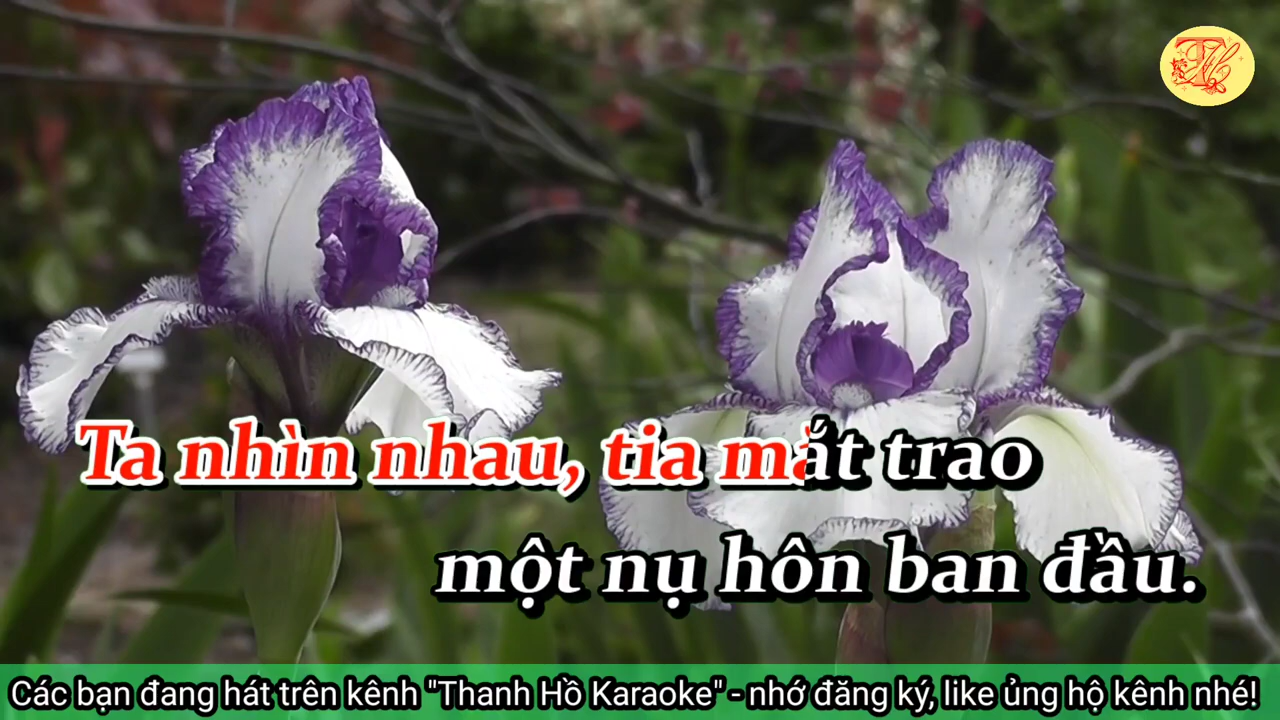 Ta nhìn nhau, tia mắt trao
một nụ hôn ban đầu.
Các bạn đang hát trên kênh "Thanh Hồ Karaoke" - nhớ đăng ký, like ủng hộ kênh nhé!